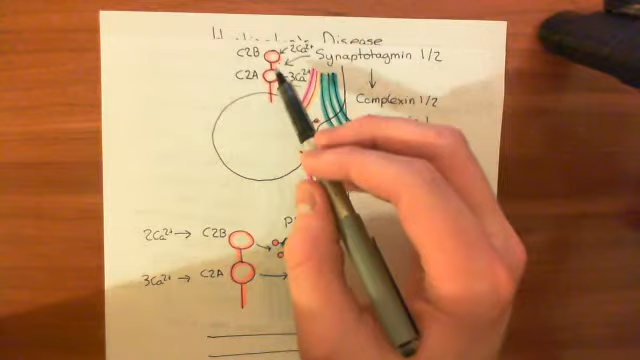 Disease
C2B 2Ca²⁺ Synaptotagmin 1/2
C2A 3Ca²⁺
Complexin 1/2
2Ca²⁺ → C2B
3Ca²⁺ → C2A